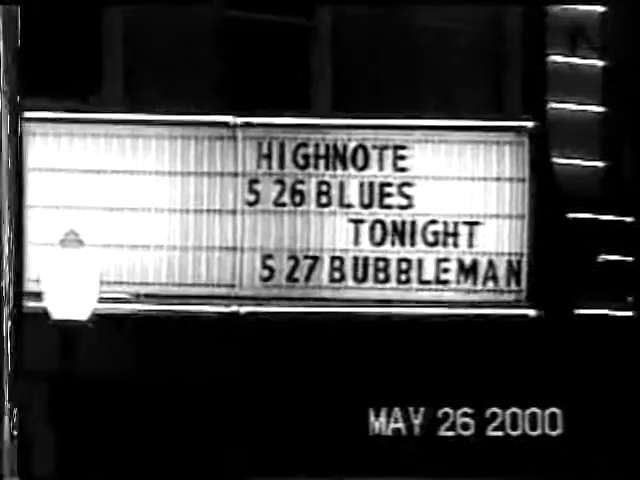 HIGHNOTE
5 26 BLUES
TONIGHT
5 27 BUBBLEMAN
MAY 26 2000